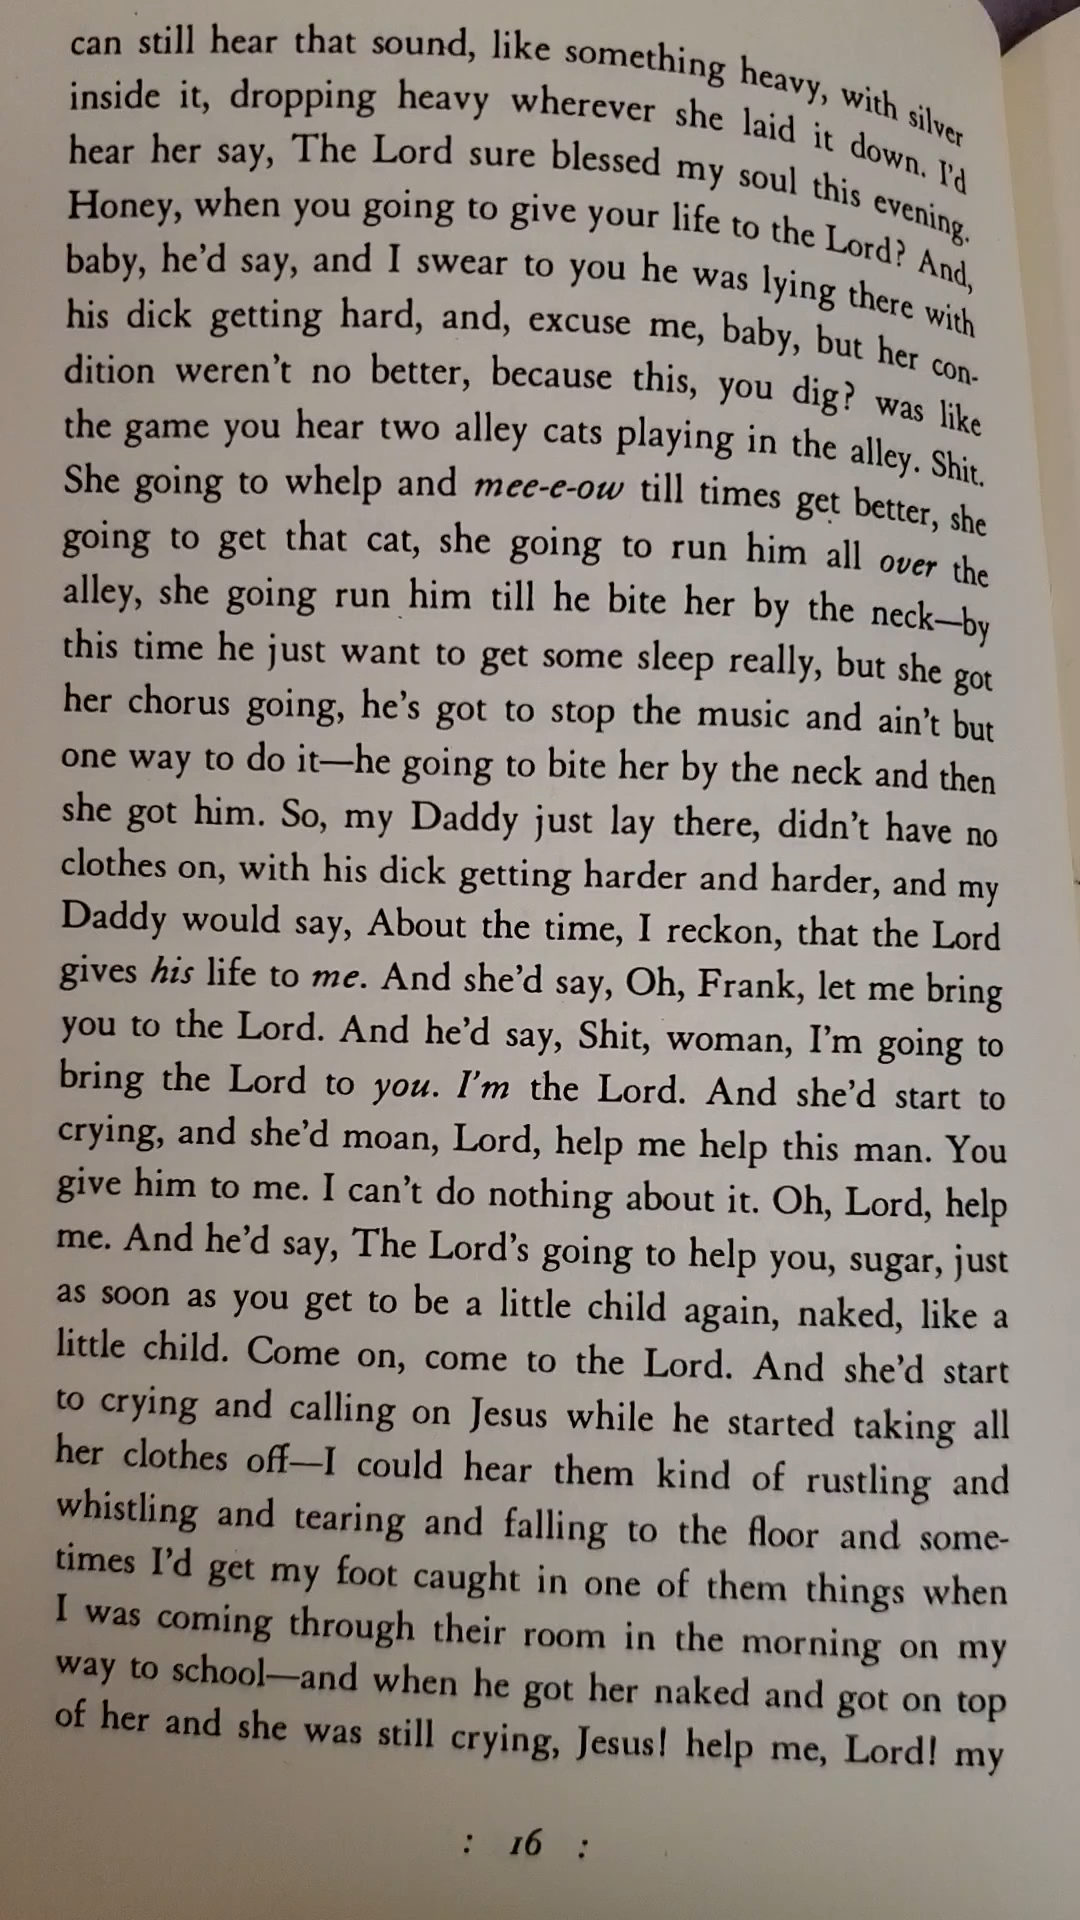 can still hear that sound, like something heavy, with silver
inside it, dropping heavy wherever she laid it down. I'd
hear her say, The Lord sure blessed my soul this evening.
Honey, when you going to give your life to the Lord? And,
baby, he'd say, and I swear to you he was lying there with
his dick getting hard, and, excuse me, baby, but her con-
dition weren't no better, because this, you dig? was like
the game you hear two alley cats playing in the alley. Shit.
She going to whelp and mee-e-ow till times get better, she
going to get that cat, she going to run him all over the
alley, she going run him till he bite her by the neck—by
this time he just want to get some sleep really, but she got
her chorus going, he's got to stop the music and ain't but
one way to do it—he going to bite her by the neck and then
she got him. So, my Daddy just lay there, didn't have no
clothes on, with his dick getting harder and harder, and my
Daddy would say, About the time, I reckon, that the Lord
gives his life to me. And she'd say, Oh, Frank, let me bring
you to the Lord. And he'd say, Shit, woman, I'm going to
bring the Lord to you. I'm the Lord. And she'd start to
crying, and she'd moan, Lord, help me help this man. You
give him to me. I can't do nothing about it. Oh, Lord, help
me. And he'd say, The Lord's going to help you, sugar, just
as soon as you get to be a little child again, naked, like a
little child. Come on, come to the Lord. And she'd start
to crying and calling on Jesus while he started taking all
her clothes off—I could hear them kind of rustling and
whistling and tearing and falling to the floor and some-
times I'd get my foot caught in one of them things when
I was coming through their room in the morning on my
way to school—and when he got her naked and got on top
of her and she was still crying, Jesus! help me, Lord! my
: 16 :